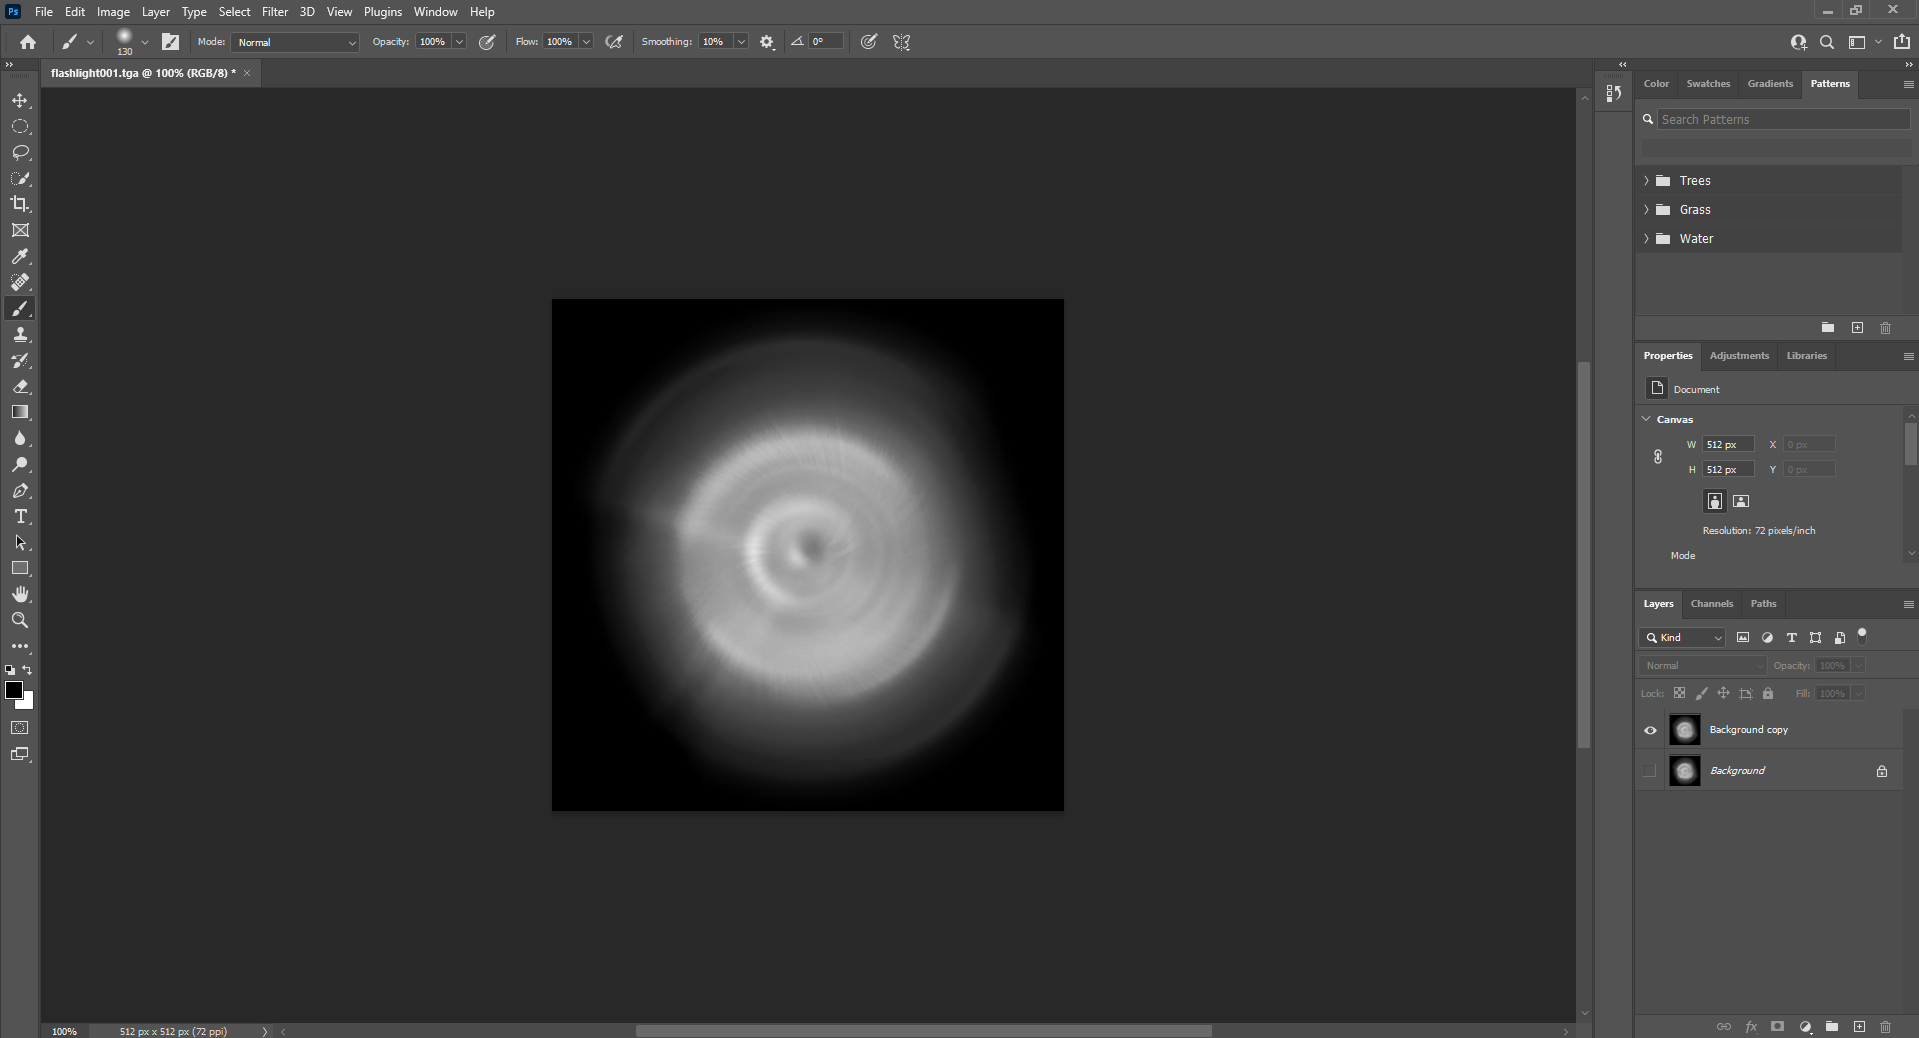 Ps File Edit Image Layer Type Select Filter 3D View Plugins Window Help
130 Mode: Normal Opacity: 100% Flow: 100% Smoothing: 10% 0°
flashlight001.tga @ 100% (RGB/8) * ×
Color Swatches Gradients Patterns
Search Patterns
Trees
Grass
Water
Properties Adjustments Libraries
Document
Canvas
W 512 px X 0 px
H 512 px Y 0 px
Resolution: 72 pixels/inch
Mode
Layers Channels Paths
Kind
Normal Opacity: 100%
Lock: Fill: 100%
Background copy
Background
100% 512 px x 512 px (72 ppi)